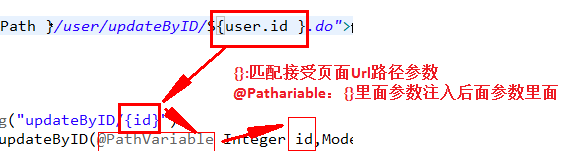 Path }/user/updateByID/${user.id }.do">
{}:匹配接受页面Url路径参数
@Pathariable：{}里面参数注入后面参数里面
g("updateByID/{id}")
updateByID(@PathVariable Integer id,Mode